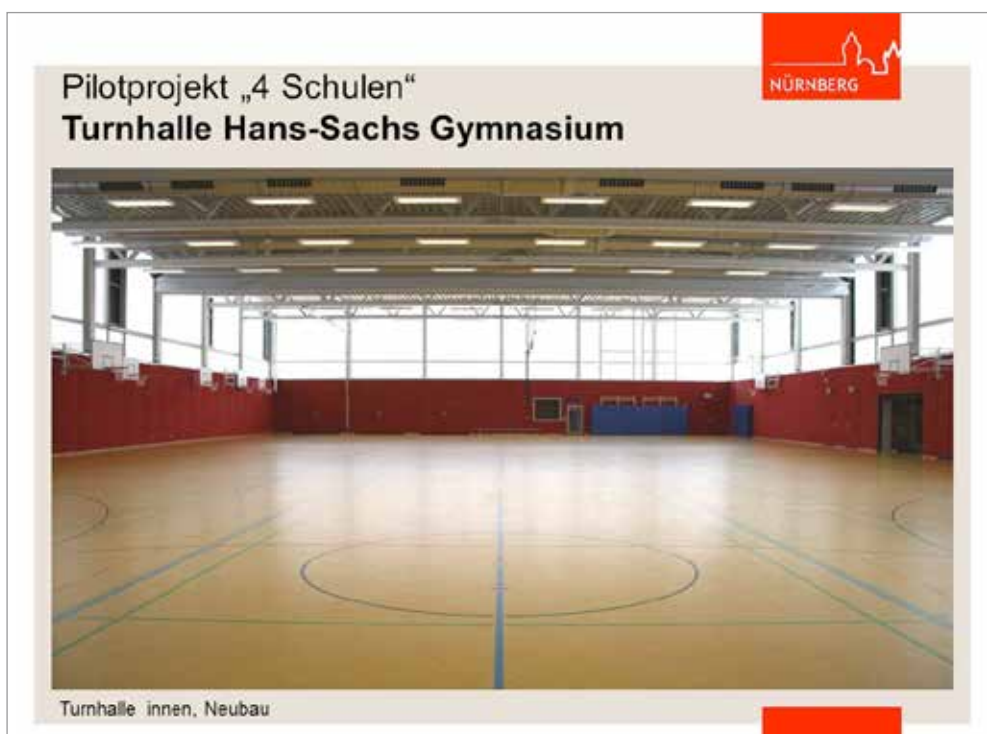 NÜRNBERG
Pilotprojekt „4 Schulen“
Turnhalle Hans-Sachs Gymnasium
Turnhalle innen, Neubau